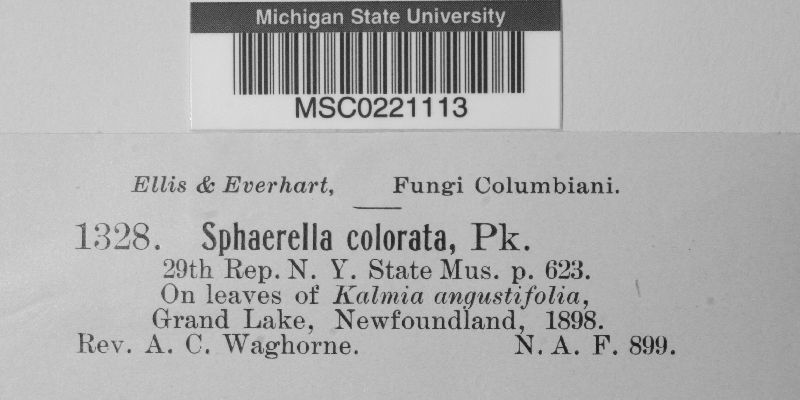 Michigan State University
MSC0221113
Ellis & Everhart, Fungi Columbiani.
1328. Sphaerella colorata, Pk.
29th Rep. N. Y. State Mus. p. 623.
On leaves of Kalmia angustifolia,
Grand Lake, Newfoundland, 1898.
Rev. A. C. Waghorne. N. A. F. 899.